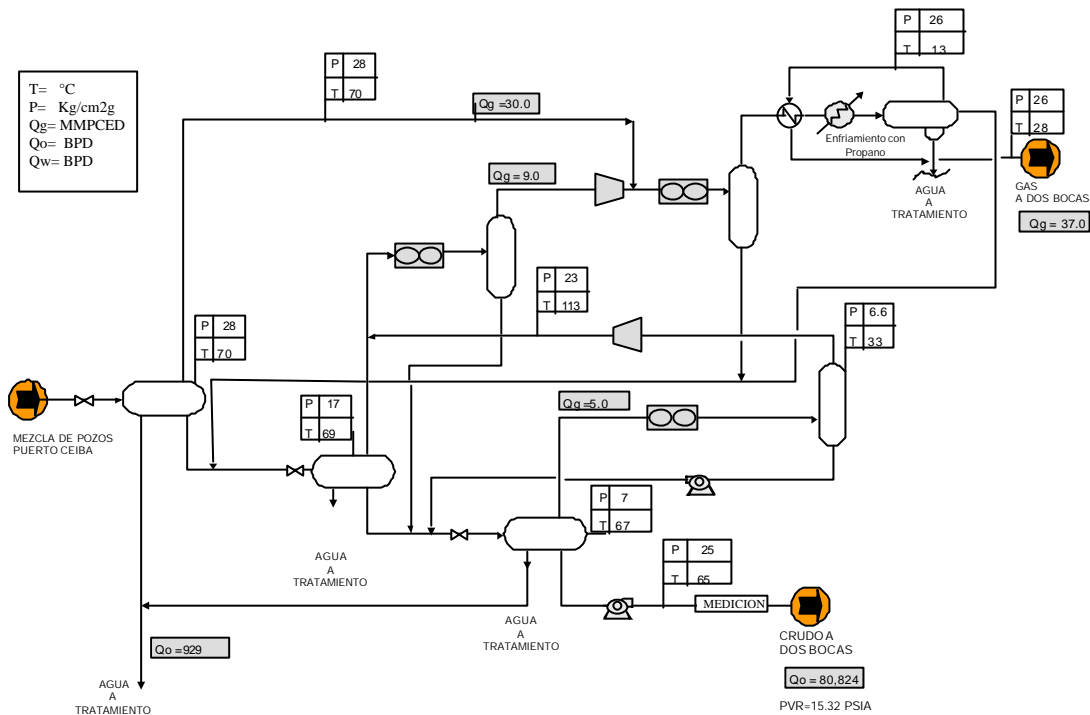 T= °C
P= Kg/cm2g
Qg= MMPCED
Qo= BPD
Qw= BPD
P 28
T 70
Qg =30.0
P 26
T 13
P 26
T 28
Enfriamiento con
Propano
AGUA
A
TRATAMIENTO
GAS
A DOS BOCAS
Qg = 37.0
Qg = 9.0
P 23
T 113
P 6.6
T 33
P 28
T 70
MEZCLA DE POZOS
PUERTO CEIBA
P 17
T 69
Qg=5.0
P 7
T 67
AGUA
A
TRATAMIENTO
P 25
T 65
MEDICION
AGUA
A
TRATAMIENTO
CRUDO A
DOS BOCAS
Qo =929
Qo = 80,824
AGUA
A
TRATAMIENTO
PVR=15.32 PSIA